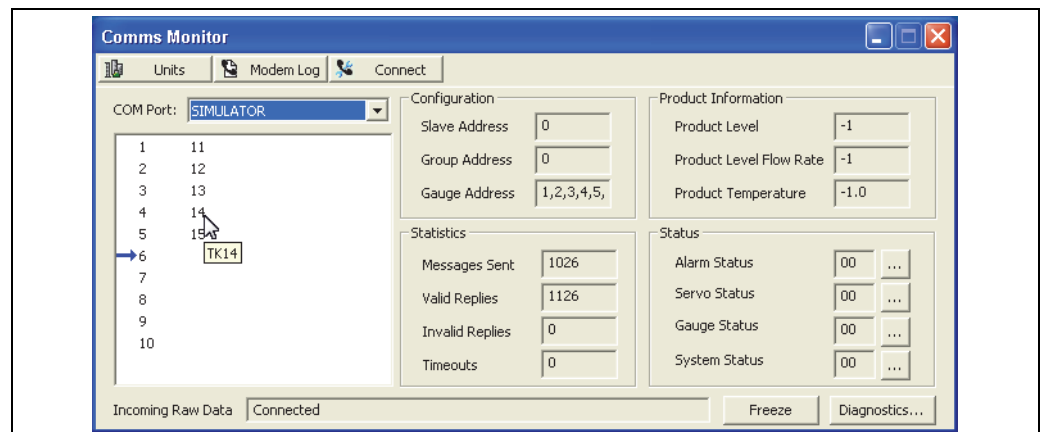 Comms Monitor
Units Modem Log Connect
COM Port: SIMULATOR
1 11
2 12
3 13
4 14
5 15
6
7
8
9
10
TK14
Configuration
Slave Address 0
Group Address 0
Gauge Address 1,2,3,4,5,
Product Information
Product Level -1
Product Level Flow Rate -1
Product Temperature -1.0
Statistics
Messages Sent 1026
Valid Replies 1126
Invalid Replies 0
Timeouts 0
Status
Alarm Status 00 ...
Servo Status 00 ...
Gauge Status 00 ...
System Status 00 ...
Incoming Raw Data Connected Freeze Diagnostics...